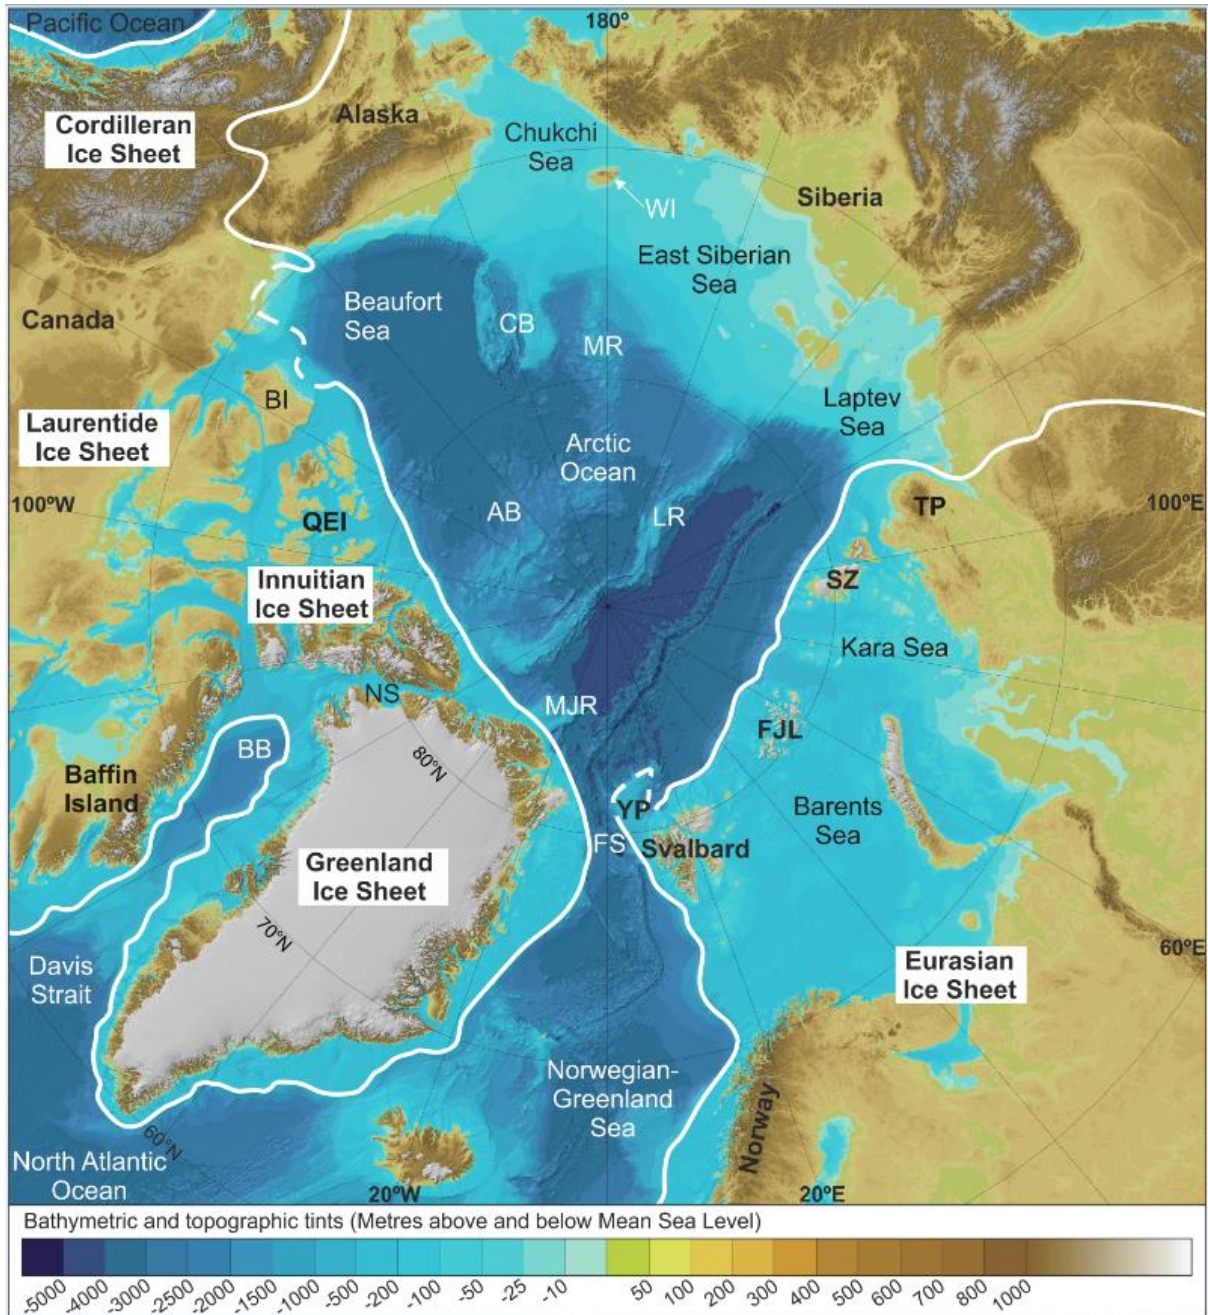 Pacific Ocean
180º
Alaska
Cordilleran
Ice Sheet
Chukchi
Sea
WI
Siberia
East Siberian
Sea
Beaufort
Sea
CB
MR
Canada
BI
Laptev
Sea
Laurentide
Ice Sheet
Arctic
Ocean
100ºW
QEI
AB
LR
TP
100ºE
Innuitian
Ice Sheet
SZ
Kara Sea
NS
MJR
FJL
BB
80ºN
Baffin
Island
YP
Barents
Sea
FS
Svalbard
Greenland
Ice Sheet
70ºN
60ºE
Davis
Strait
Eurasian
Ice Sheet
Norwegian-
Greenland
Sea
Norway
60ºN
North Atlantic
Ocean
20ºW
20ºE
Bathymetric and topographic tints (Metres above and below Mean Sea Level)
-5000 -4000 -3000 -2500 -2000 -1500 -1000 -500 -200 -100 -50 -25 -10 50 100 200 300 400 500 600 700 800 1000